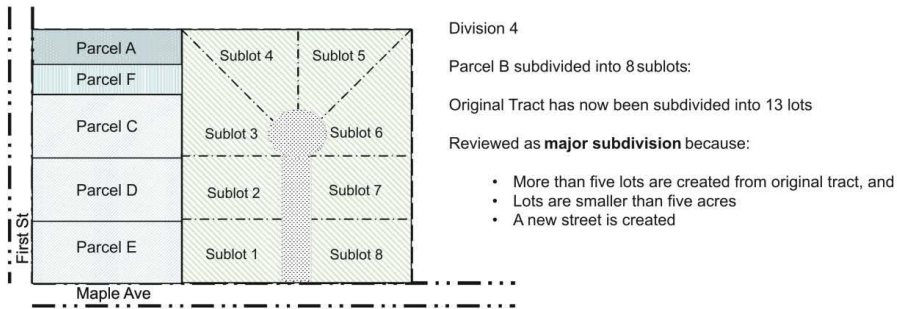 Parcel A
Parcel F
Parcel C
Parcel D
Parcel E
First St
Maple Ave
Sublot 4
Sublot 5
Sublot 3
Sublot 6
Sublot 2
Sublot 7
Sublot 1
Sublot 8
Division 4
Parcel B subdivided into 8 sublots:
Original Tract has now been subdivided into 13 lots
Reviewed as major subdivision because:
• More than five lots are created from original tract, and
• Lots are smaller than five acres
• A new street is created